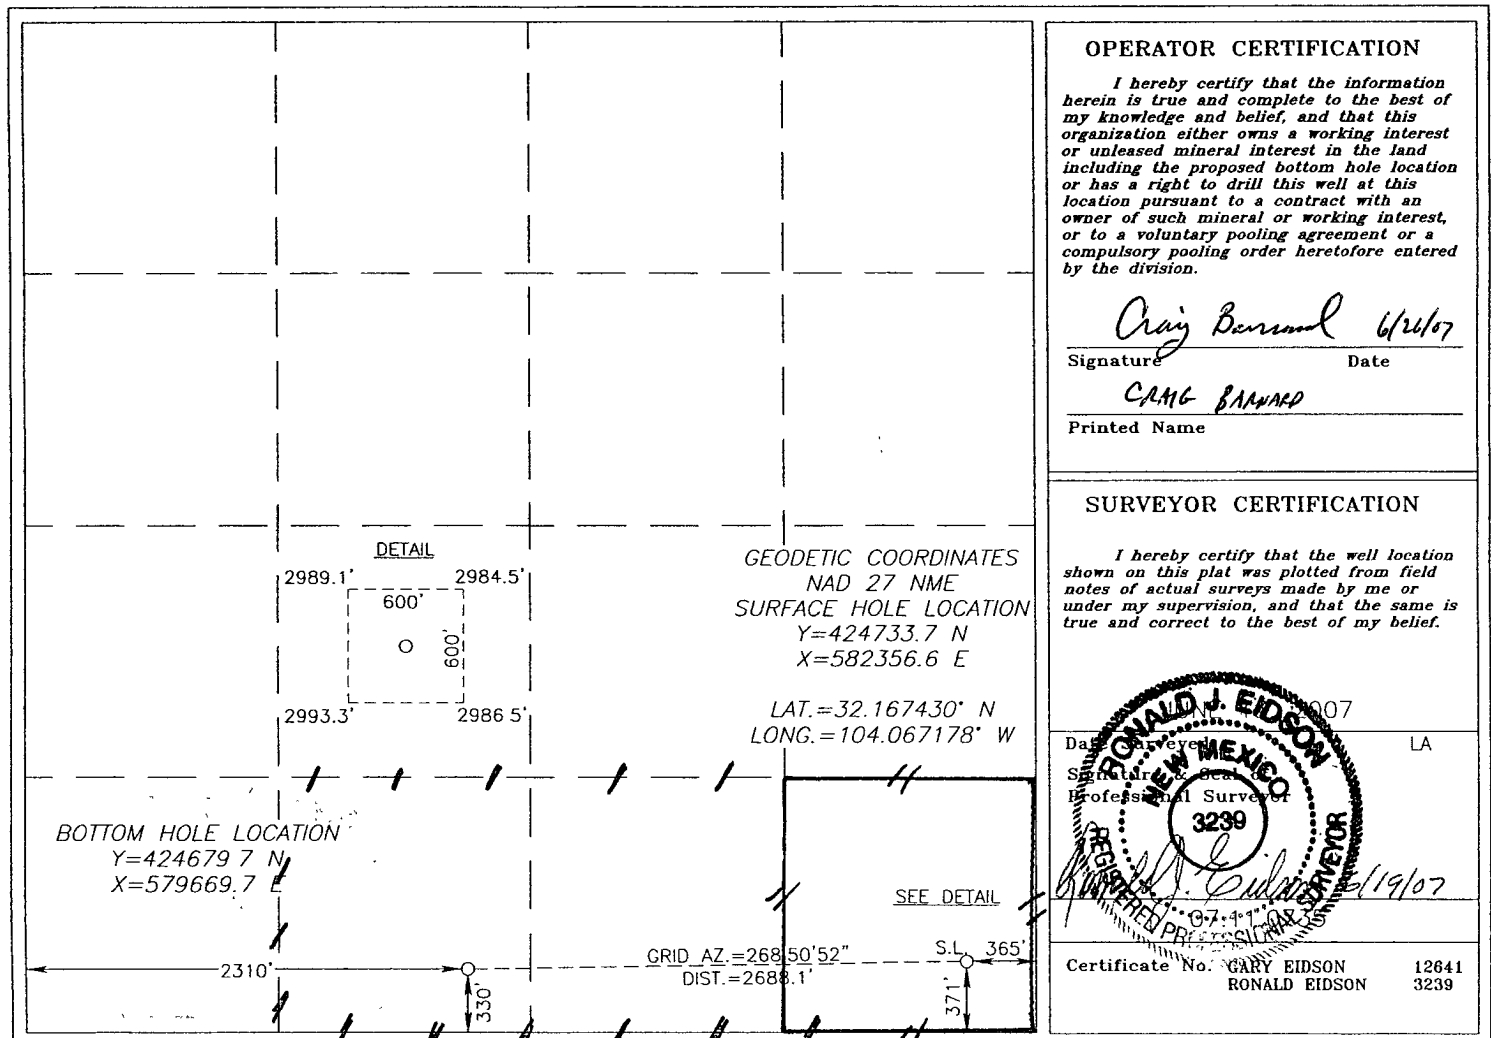 DETAIL
2989.1' 2984.5'
600'
600'
2993.3' 2986 5'
GEODETIC COORDINATES
NAD 27 NME
SURFACE HOLE LOCATION
Y=424733.7 N
X=582356.6 E
LAT.=32.167430° N
LONG.=104.067178° W
BOTTOM HOLE LOCATION
Y=424679 7 N
X=579669.7 E
SEE DETAIL
GRID AZ.=268°50'52"
DIST.=2688.1'
S.L. 365'
2310'
330'
371'
OPERATOR CERTIFICATION
I hereby certify that the information
herein is true and complete to the best of
my knowledge and belief, and that this
organization either owns a working interest
or unleased mineral interest in the land
including the proposed bottom hole location
or has a right to drill this well at this
location pursuant to a contract with an
owner of such mineral or working interest,
or to a voluntary pooling agreement or a
compulsory pooling order heretofore entered
by the division.
Craig Barnard 6/26/07
Signature Date
CRAIG BARNARD
Printed Name
SURVEYOR CERTIFICATION
I hereby certify that the well location
shown on this plat was plotted from field
notes of actual surveys made by me or
under my supervision, and that the same is
true and correct to the best of my belief.
Date Surveyed LA
Signature & Seal of
Professional Surveyor
RONALD J. EIDSON
NEW MEXICO
3239
REGISTERED PROFESSIONAL SURVEYOR
Ronald J. Eidson 6/19/07
Certificate No. GARY EIDSON 12641
RONALD EIDSON 3239